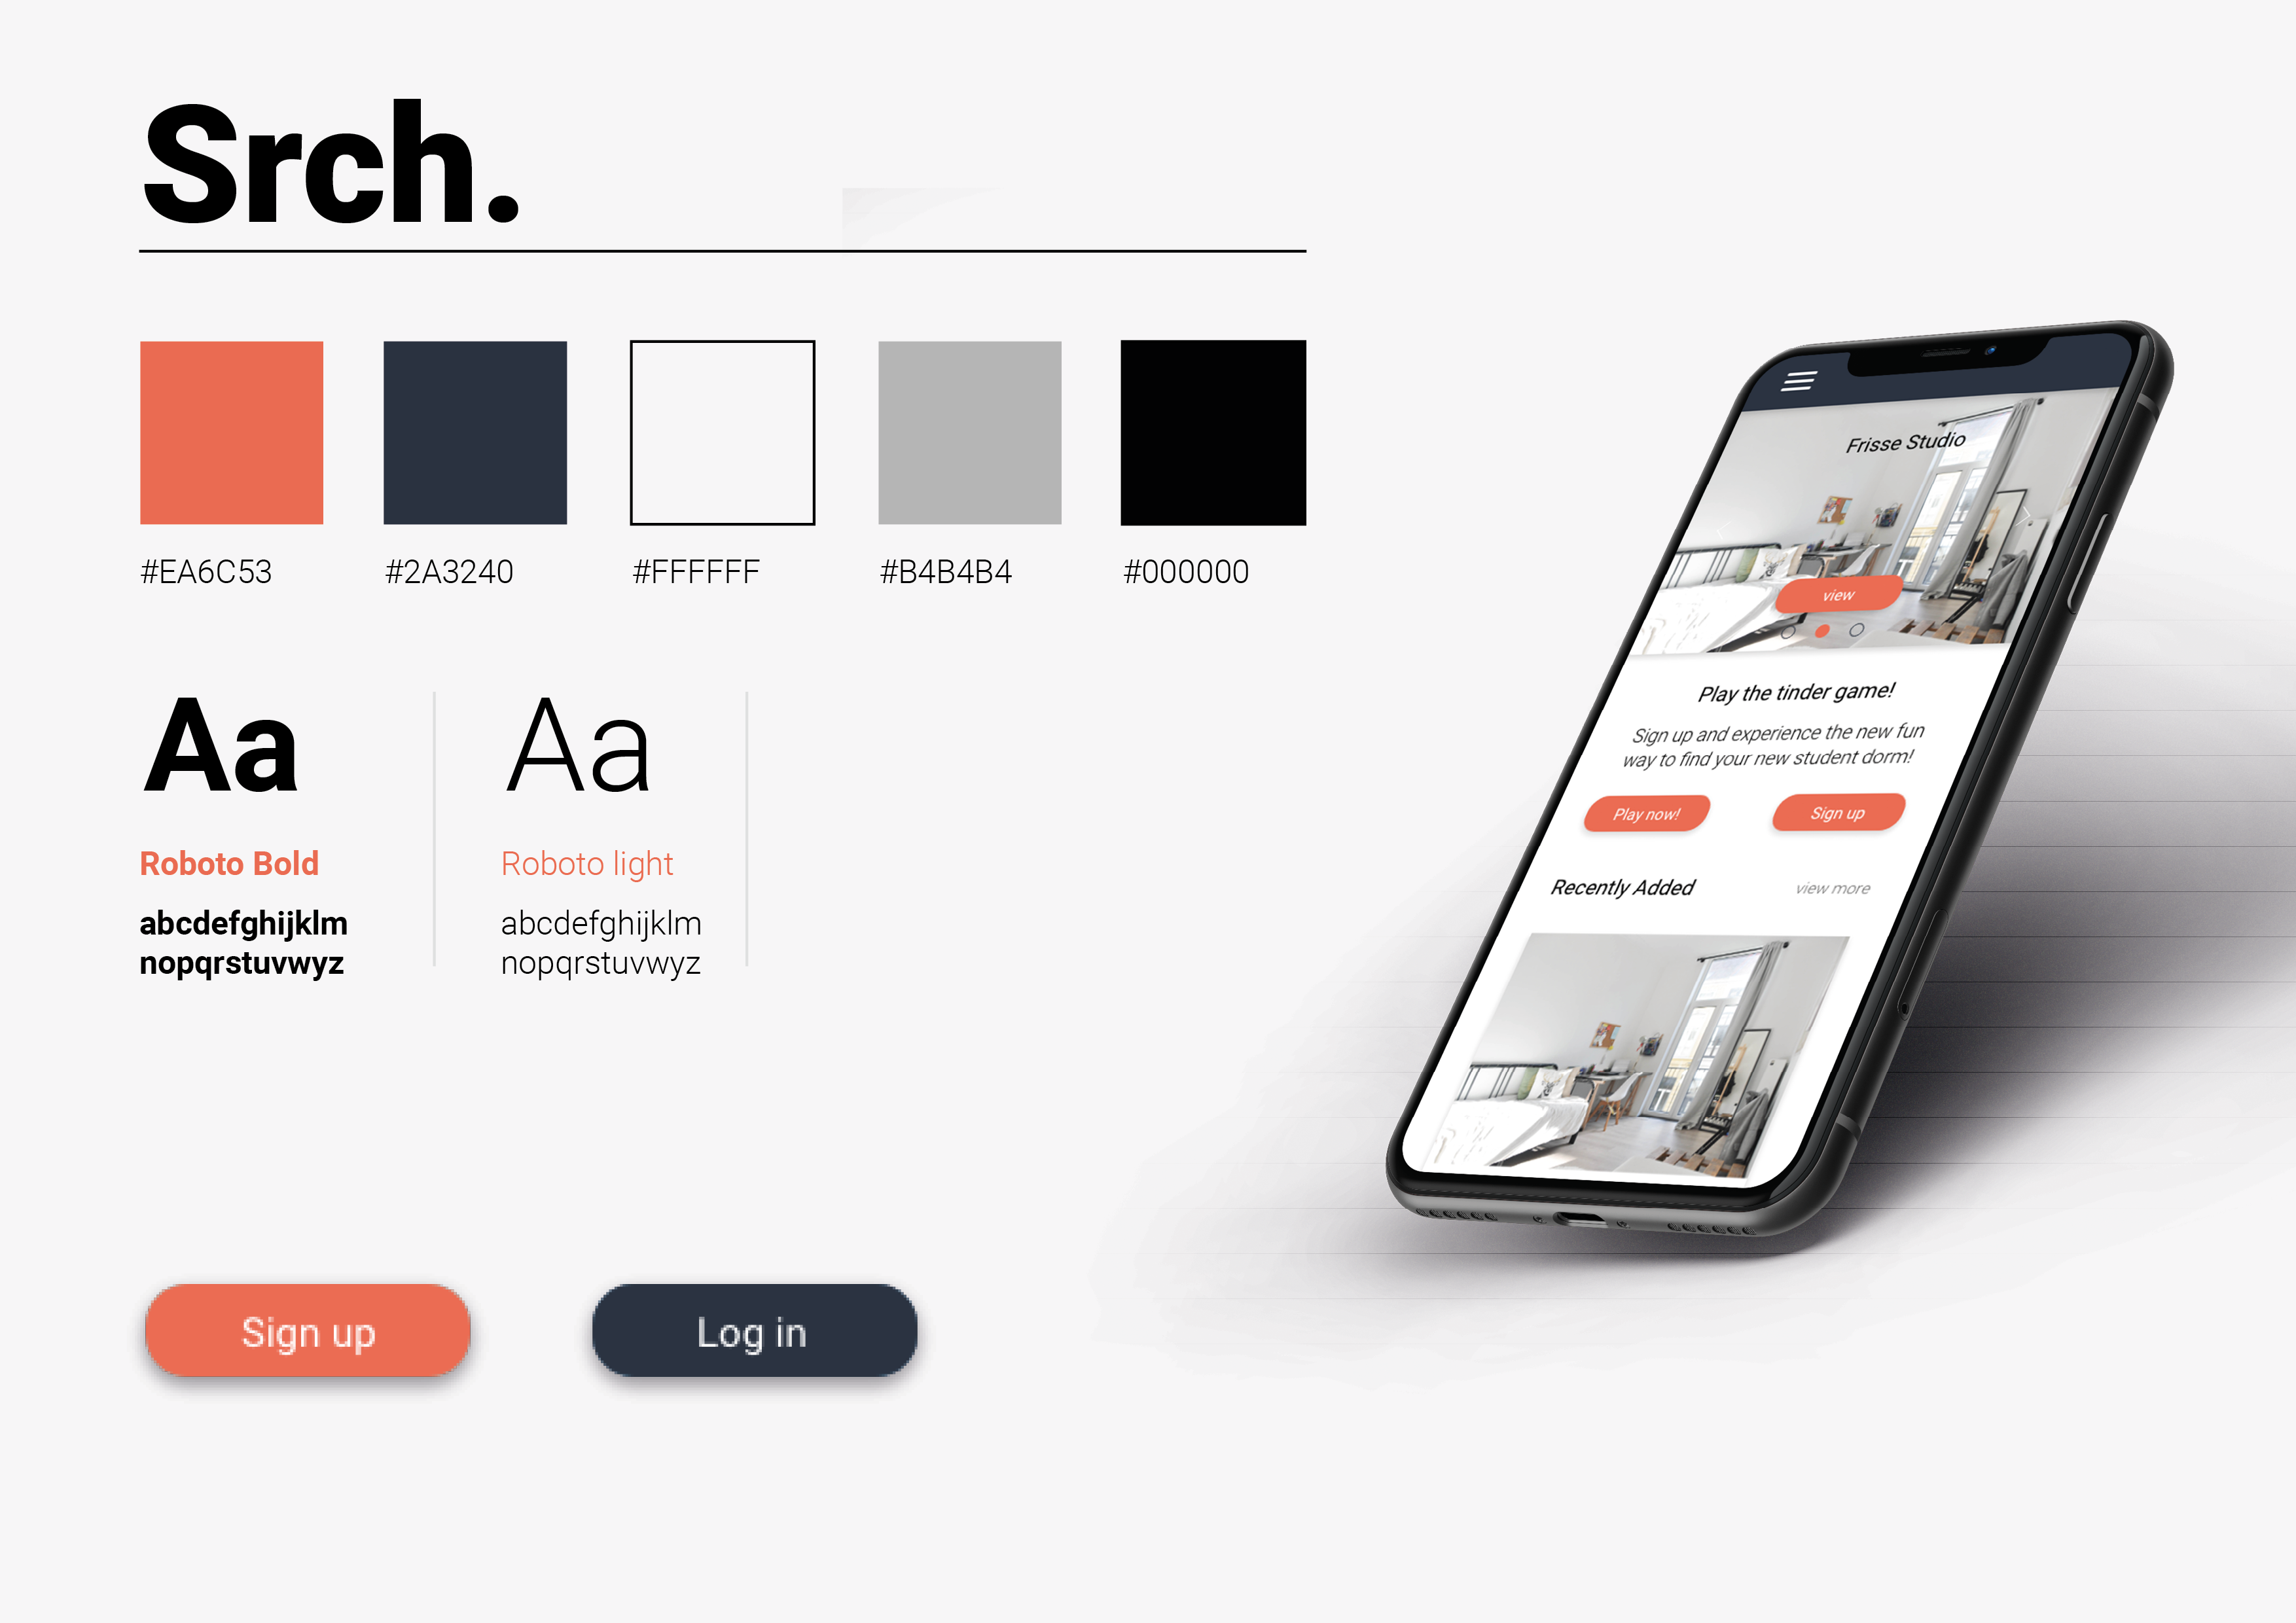 Srch.
#EA6C53
#2A3240
#FFFFFF
#B4B4B4
#000000
Aa
Roboto Bold
abcdefghijklm
nopqrstuvwyz
Aa
Roboto light
abcdefghijklm
nopqrstuvwyz
Sign up
Log in
Frisse Studio
view
Play the tinder game!
Sign up and experience the new fun
way to find your new student dorm!
Play now!
Sign up
Recently Added
view more